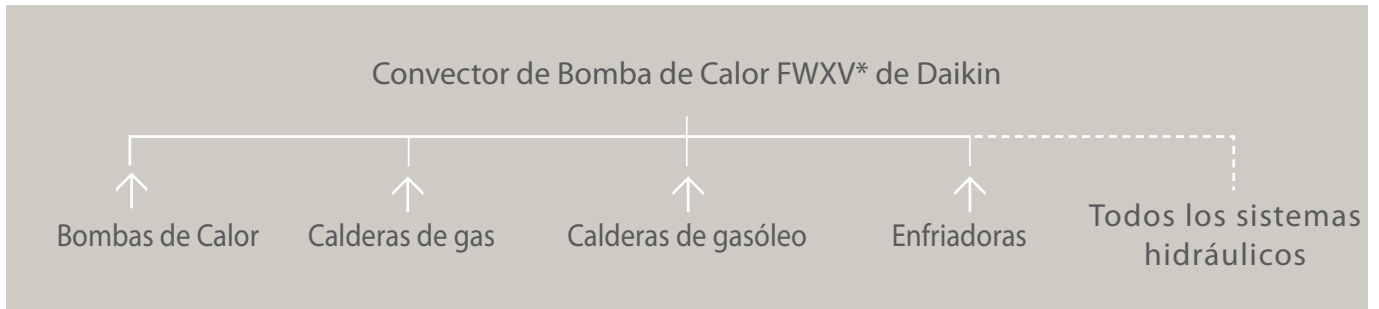 Convector de Bomba de Calor FWXV* de Daikin
Bombas de Calor
Calderas de gas
Calderas de gasóleo
Enfriadoras
Todos los sistemas
hidráulicos